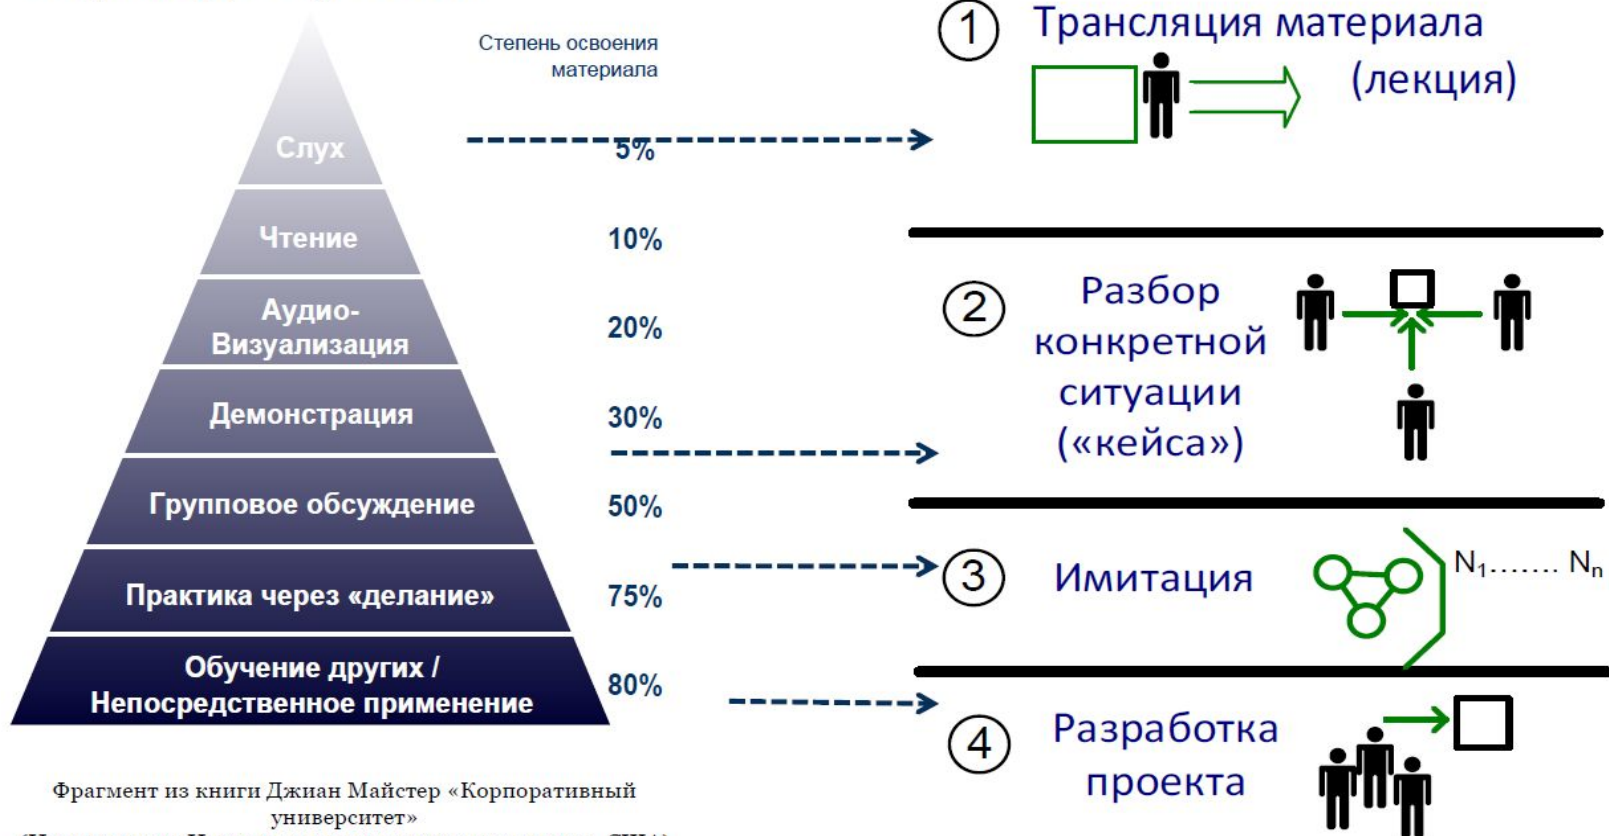 Степень освоения
материала
Слух
5%
Чтение
10%
Аудио-
Визуализация
20%
Демонстрация
30%
Групповое обсуждение
50%
Практика через «делание»
75%
Обучение других /
Непосредственное применение
80%
Фрагмент из книги Джиан Майстер «Корпоративный
университет»
1 Трансляция материала
(лекция)
2 Разбор
конкретной
ситуации
(«кейса»)
3 Имитация
N1....... Nn
4 Разработка
проекта